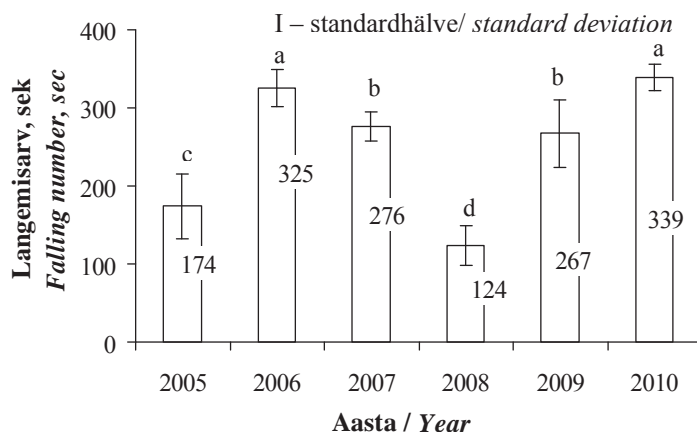 I – standardhälve/ standard deviation
Langemisarv, sek
Falling number, sec
400
300
200
100
0
c
a
b
d
b
a
174
325
276
124
267
339
2005 2006 2007 2008 2009 2010
Aasta / Year